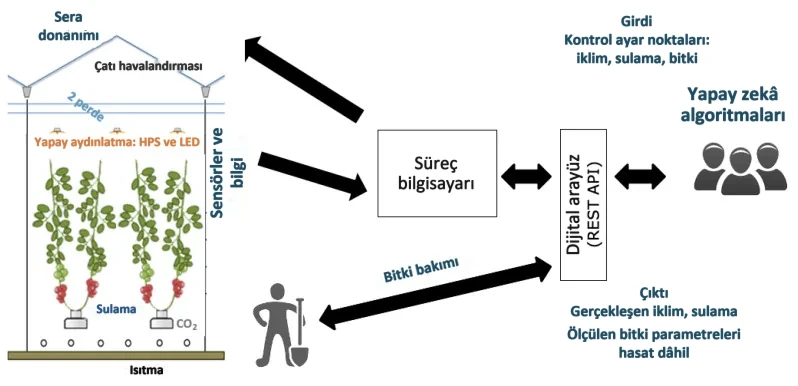 Sera
donanımı
Çatı havalandırması
2 perde
Yapay aydınlatma: HPS ve LED
Sensörler ve
bilgi
Sulama
CO₂
Isıtma
Süreç
bilgisayarı
Bitki bakımı
Dijital arayüz
(REST API)
Girdi
Kontrol ayar noktaları:
iklim, sulama, bitki
Yapay zekâ
algoritmaları
Çıktı
Gerçekleşen iklim, sulama
Ölçülen bitki parametreleri
hasat dâhil